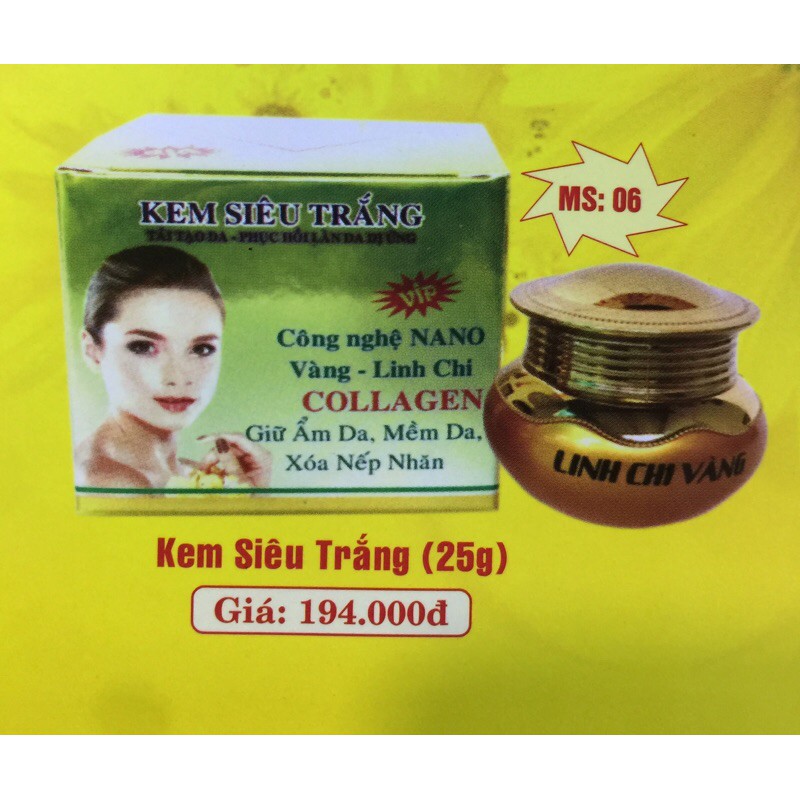 KEM SIÊU TRẮNG
TÁI TẠO DA - PHỤC HỒI LÀN DA DỊ ỨNG
vip
Công nghệ NANO
Vàng - Linh Chi
COLLAGEN
Giữ Ẩm Da, Mềm Da,
Xóa Nếp Nhăn
MS: 06
LINH CHI VÀNG
Kem Siêu Trắng (25g)
Giá: 194.000đ